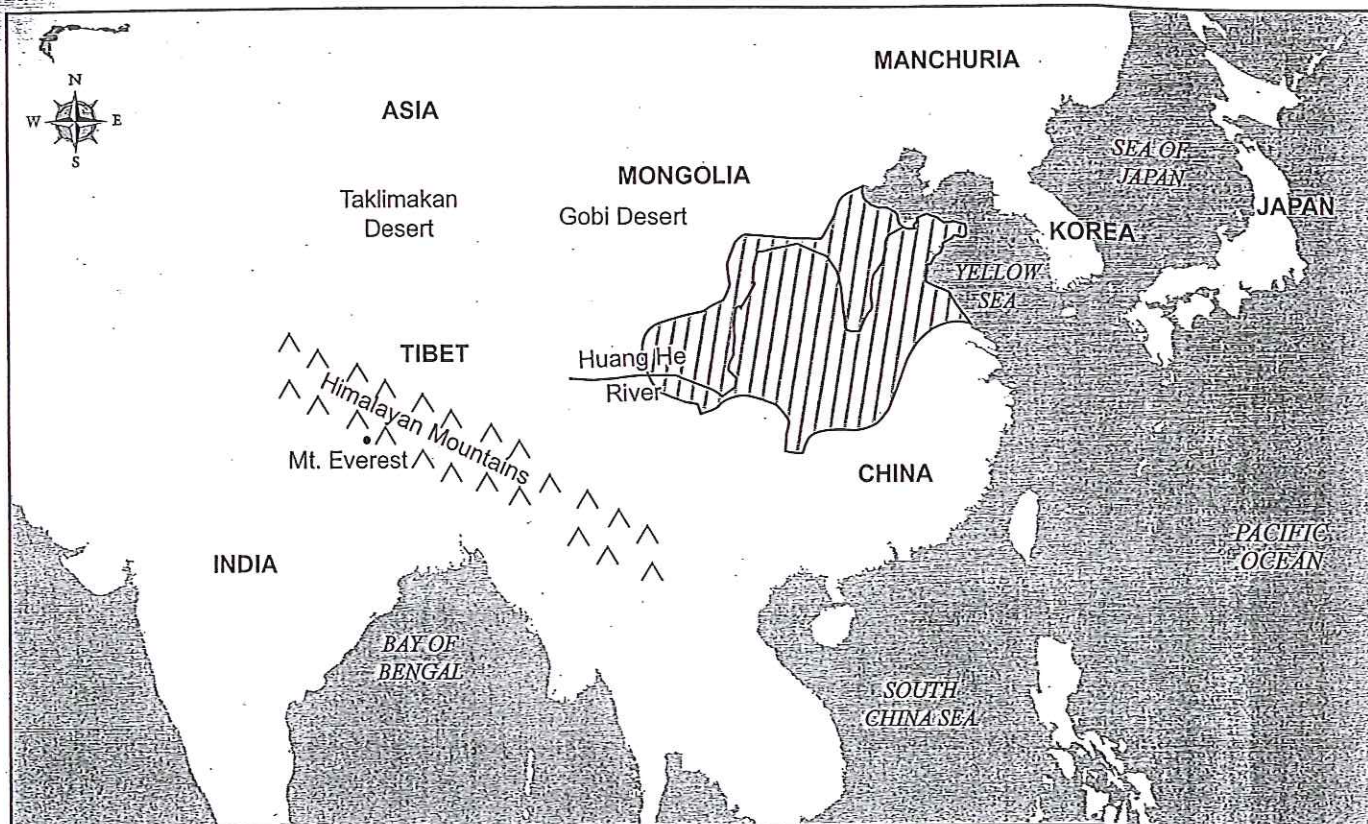 N
W E
S
MANCHURIA
ASIA
SEA OF
JAPAN
MONGOLIA
Taklimakan
Desert
Gobi Desert
JAPAN
KOREA
YELLOW
SEA
TIBET
Huang He
River
Himalayan Mountains
Mt. Everest
CHINA
INDIA
PACIFIC
OCEAN
BAY OF
BENGAL
SOUTH
CHINA SEA